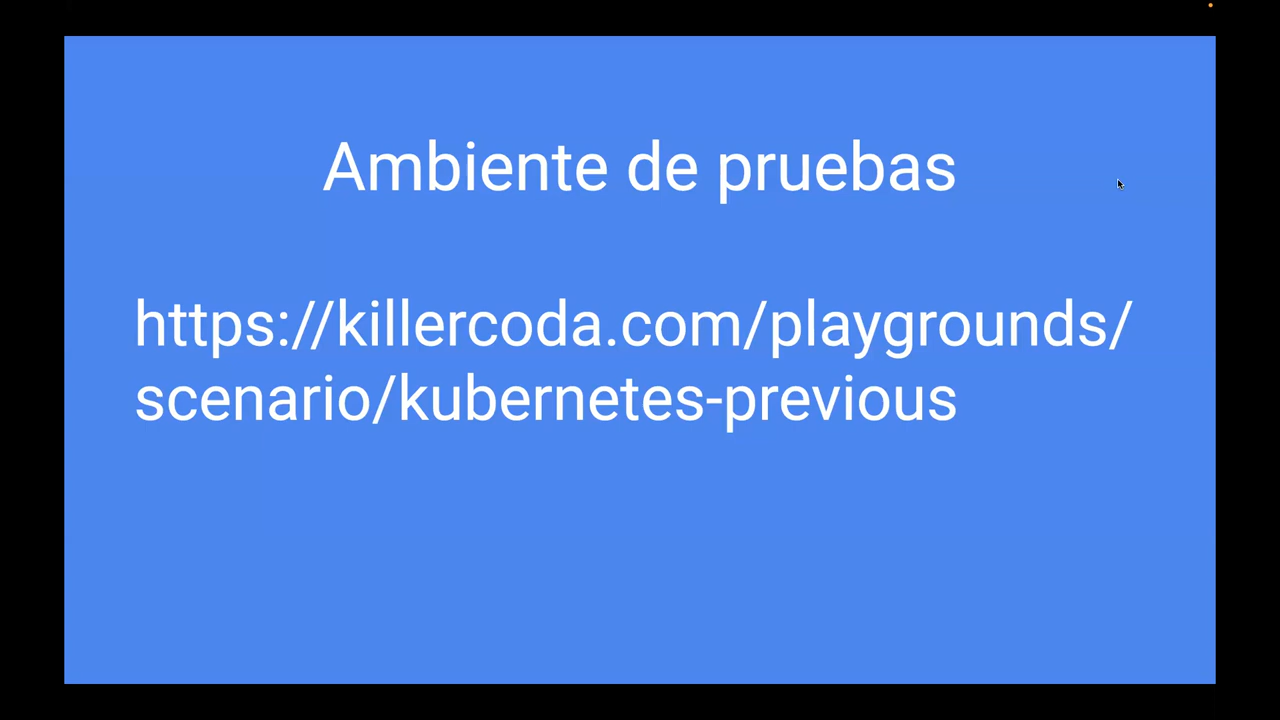 Ambiente de pruebas
https://killercoda.com/playgrounds/
scenario/kubernetes-previous